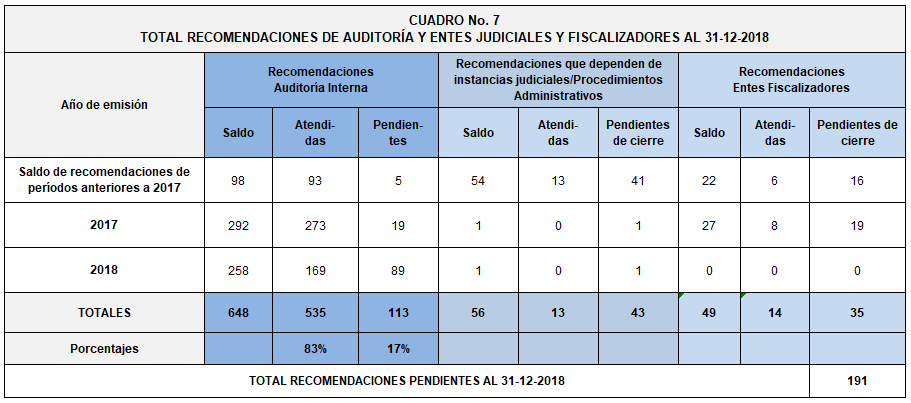 CUADRO No. 7
TOTAL RECOMENDACIONES DE AUDITORÍA Y ENTES JUDICIALES Y FISCALIZADORES AL 31-12-2018
Año de emisión
Recomendaciones
Auditoría Interna
Recomendaciones que dependen de
instancias judiciales/Procedimientos
Administrativos
Recomendaciones
Entes Fiscalizadores
Saldo
Atendi-
das
Pendien-
tes
Saldo
Atendi-
das
Pendientes
de cierre
Saldo
Atendi-
das
Pendientes de
cierre
Saldo de recomendaciones de
períodos anteriores a 2017
98 93 5 54 13 41 22 6 16
2017 292 273 19 1 0 1 27 8 19
2018 258 169 89 1 0 1 0 0 0
TOTALES 648 535 113 56 13 43 49 14 35
Porcentajes 83% 17%
TOTAL RECOMENDACIONES PENDIENTES AL 31-12-2018 191